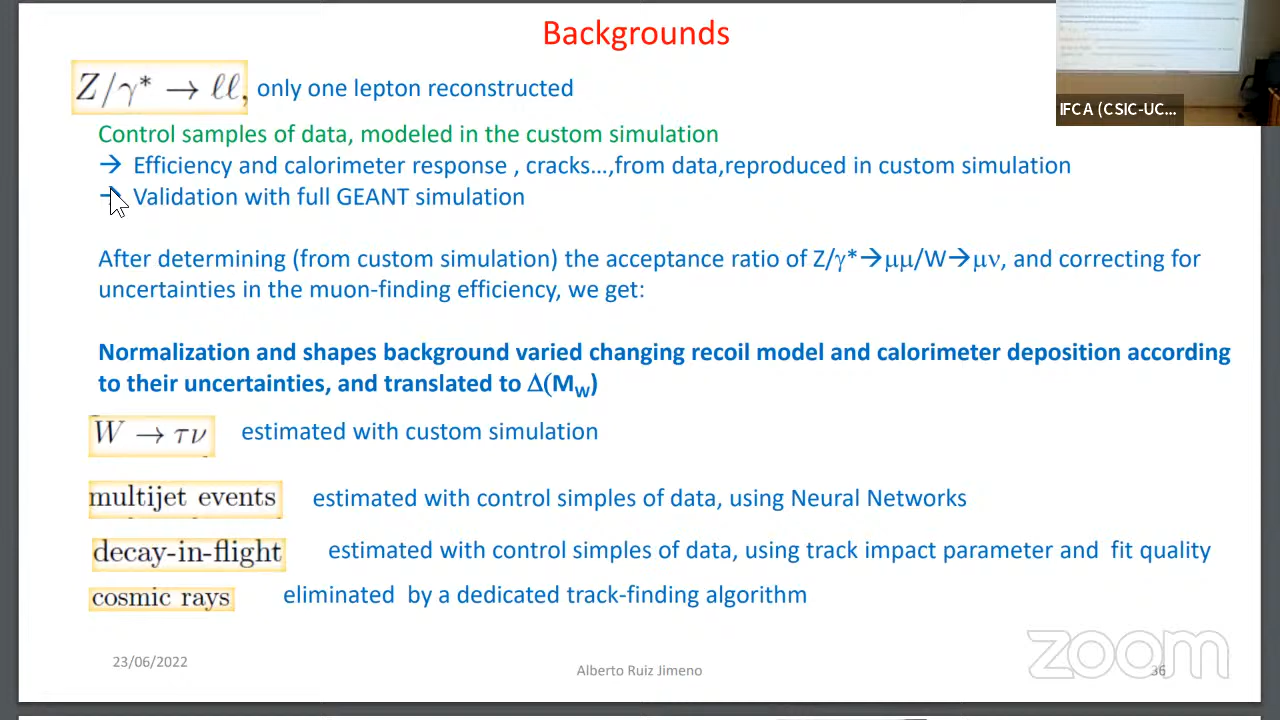 Backgrounds
Z/γ* → ℓℓ, only one lepton reconstructed
IFCA (CSIC-UC...
Control samples of data, modeled in the custom simulation
→ Efficiency and calorimeter response , cracks...,from data,reproduced in custom simulation
→ Validation with full GEANT simulation
After determining (from custom simulation) the acceptance ratio of Z/γ*→μμ/W→μν, and correcting for
uncertainties in the muon-finding efficiency, we get:
Normalization and shapes background varied changing recoil model and calorimeter deposition according
to their uncertainties, and translated to Δ(MW)
W → τν estimated with custom simulation
multijet events estimated with control simples of data, using Neural Networks
decay-in-flight estimated with control simples of data, using track impact parameter and fit quality
cosmic rays eliminated by a dedicated track-finding algorithm
23/06/2022
Alberto Ruiz Jimeno
36
zoom